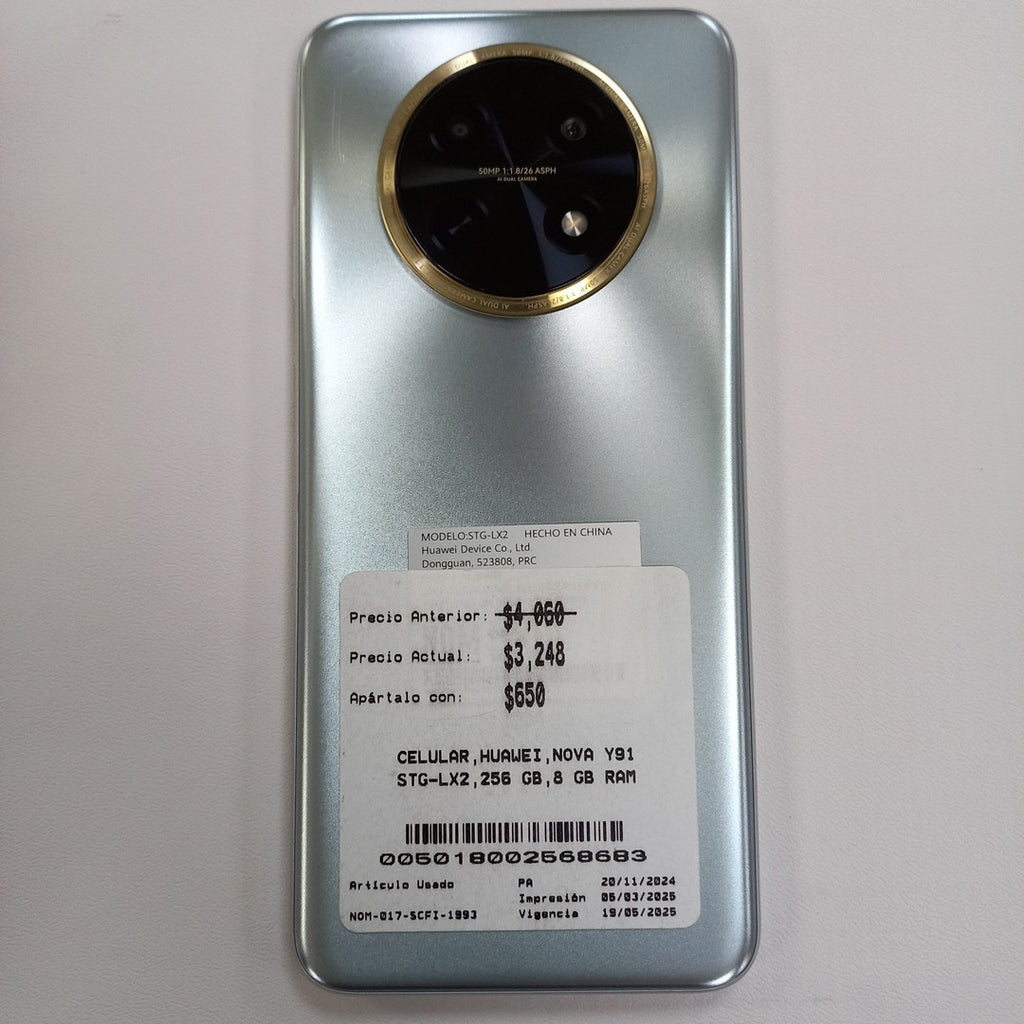 50MP 1:1.8/26 ASPH
AI DUAL CAMERA
MODELO:STG-LX2 HECHO EN CHINA
Huawei Device Co., Ltd.
Dongguan, 523808, PRC
Precio Anterior: $4,060
Precio Actual: $3,248
Apártalo con: $650
CELULAR,HUAWEI,NOVA Y91
STG-LX2,256 GB,8 GB RAM
005018002568683
Artículo Usado PA 20/11/2024
Impresión 05/03/2025
NOM-017-SCFI-1993 Vigencia 19/05/2025